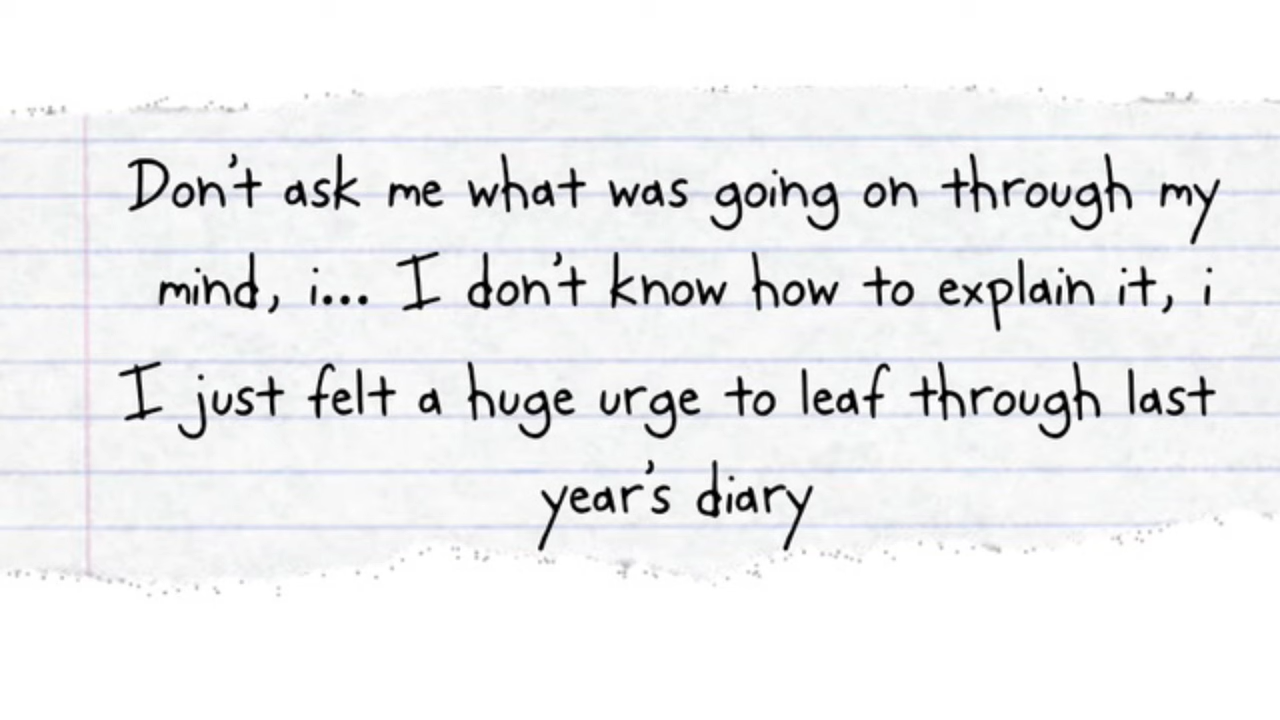 Don't ask me what was going on through my
mind, i... I don't know how to explain it, i
I just felt a huge urge to leaf through last
year's diary